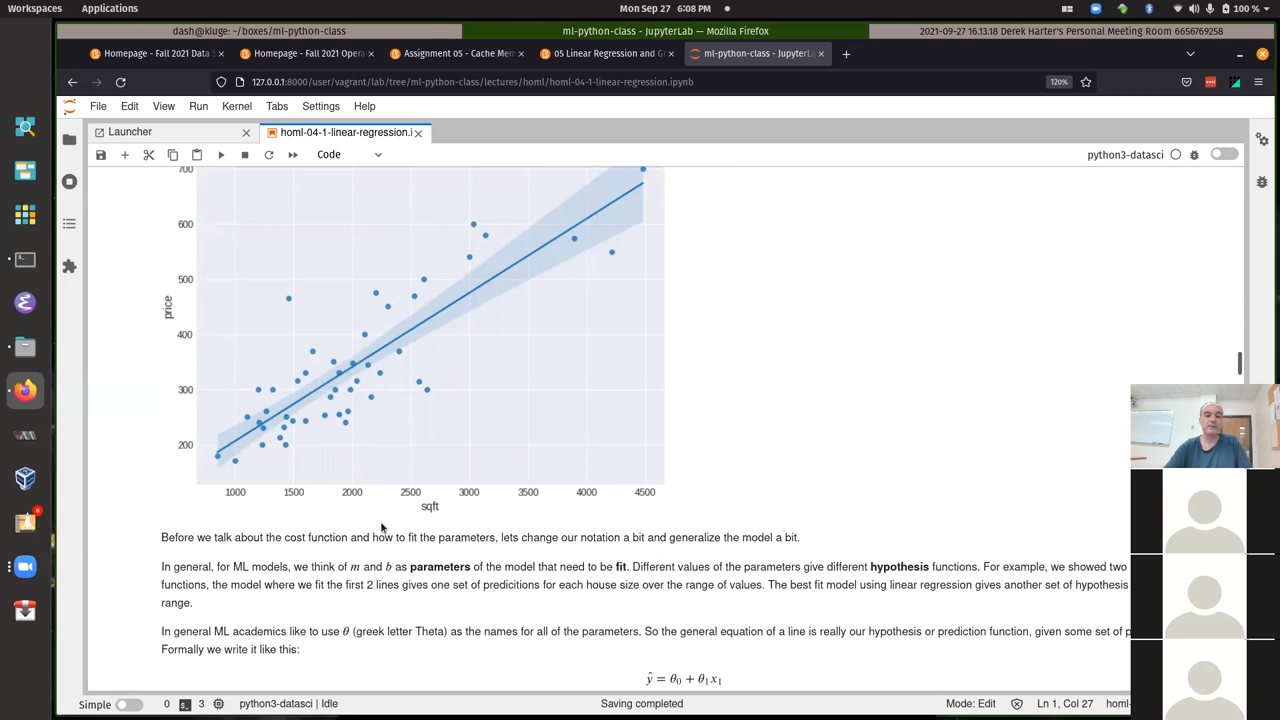 Workspaces Applications Mon Sep 27 6:08 PM 100 %
dash@kluge: ~/boxes/ml-python-class ml-python-class - JupyterLab — Mozilla Firefox 2021-09-27 16.13.18 Derek Harter's Personal Meeting Room 6656769258
Homepage - Fall 2021 Data S Homepage - Fall 2021 Opera Assignment 05 - Cache Mem 05 Linear Regression and G ml-python-class - JupyterLab
127.0.0.1:8000/user/vagrant/lab/tree/ml-python-class/lectures/homl/homl-04-1-linear-regression.ipynb 120%
File Edit View Run Kernel Tabs Settings Help
Launcher homl-04-1-linear-regression.i
Code python3-datasci
700
600
500
400
300
200
price
1000 1500 2000 2500 3000 3500 4000 4500
sqft
Before we talk about the cost function and how to fit the parameters, lets change our notation a bit and generalize the model a bit.
In general, for ML models, we think of m and b as parameters of the model that need to be fit. Different values of the parameters give different hypothesis functions. For example, we showed two
functions, the model where we fit the first 2 lines gives one set of predicitions for each house size over the range of values. The best fit model using linear regression gives another set of hypothesis
range.
In general ML academics like to use θ (greek letter Theta) as the names for all of the parameters. So the general equation of a line is really our hypothesis or prediction function, given some set of p
Formally we write it like this:
ŷ = θ₀ + θ₁x₁
Simple 0 3 python3-datasci | Idle Saving completed Mode: Edit Ln 1, Col 27 homl-